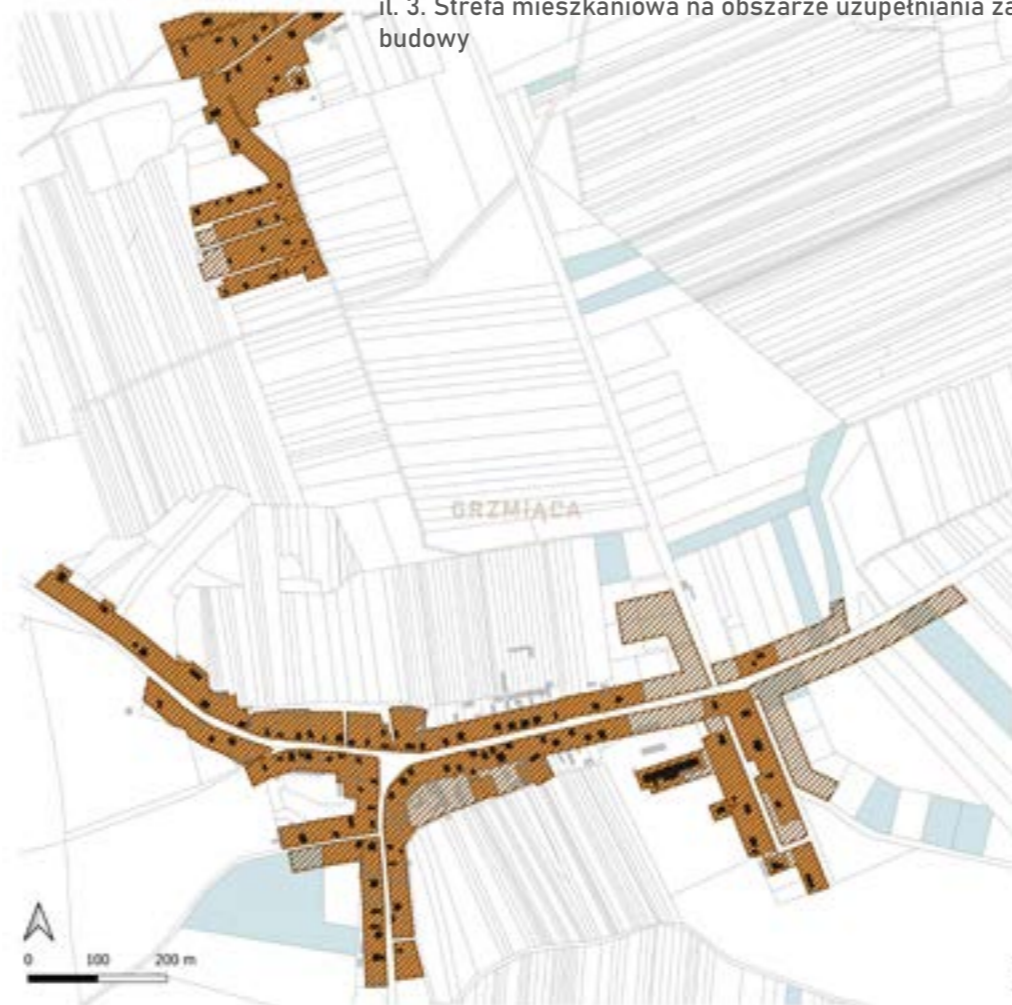 il. 3. Strefa mieszkaniowa na obszarze uzupełniania za
budowy
GRZMIĄCA
0 100 200 m